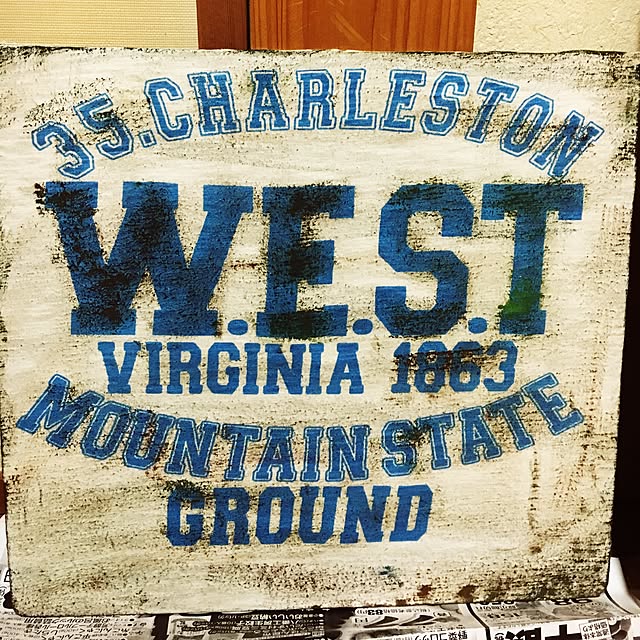 35.CHARLESTON
W.E.S.T
VIRGINIA 1863
MOUNTAIN STATE
GROUND